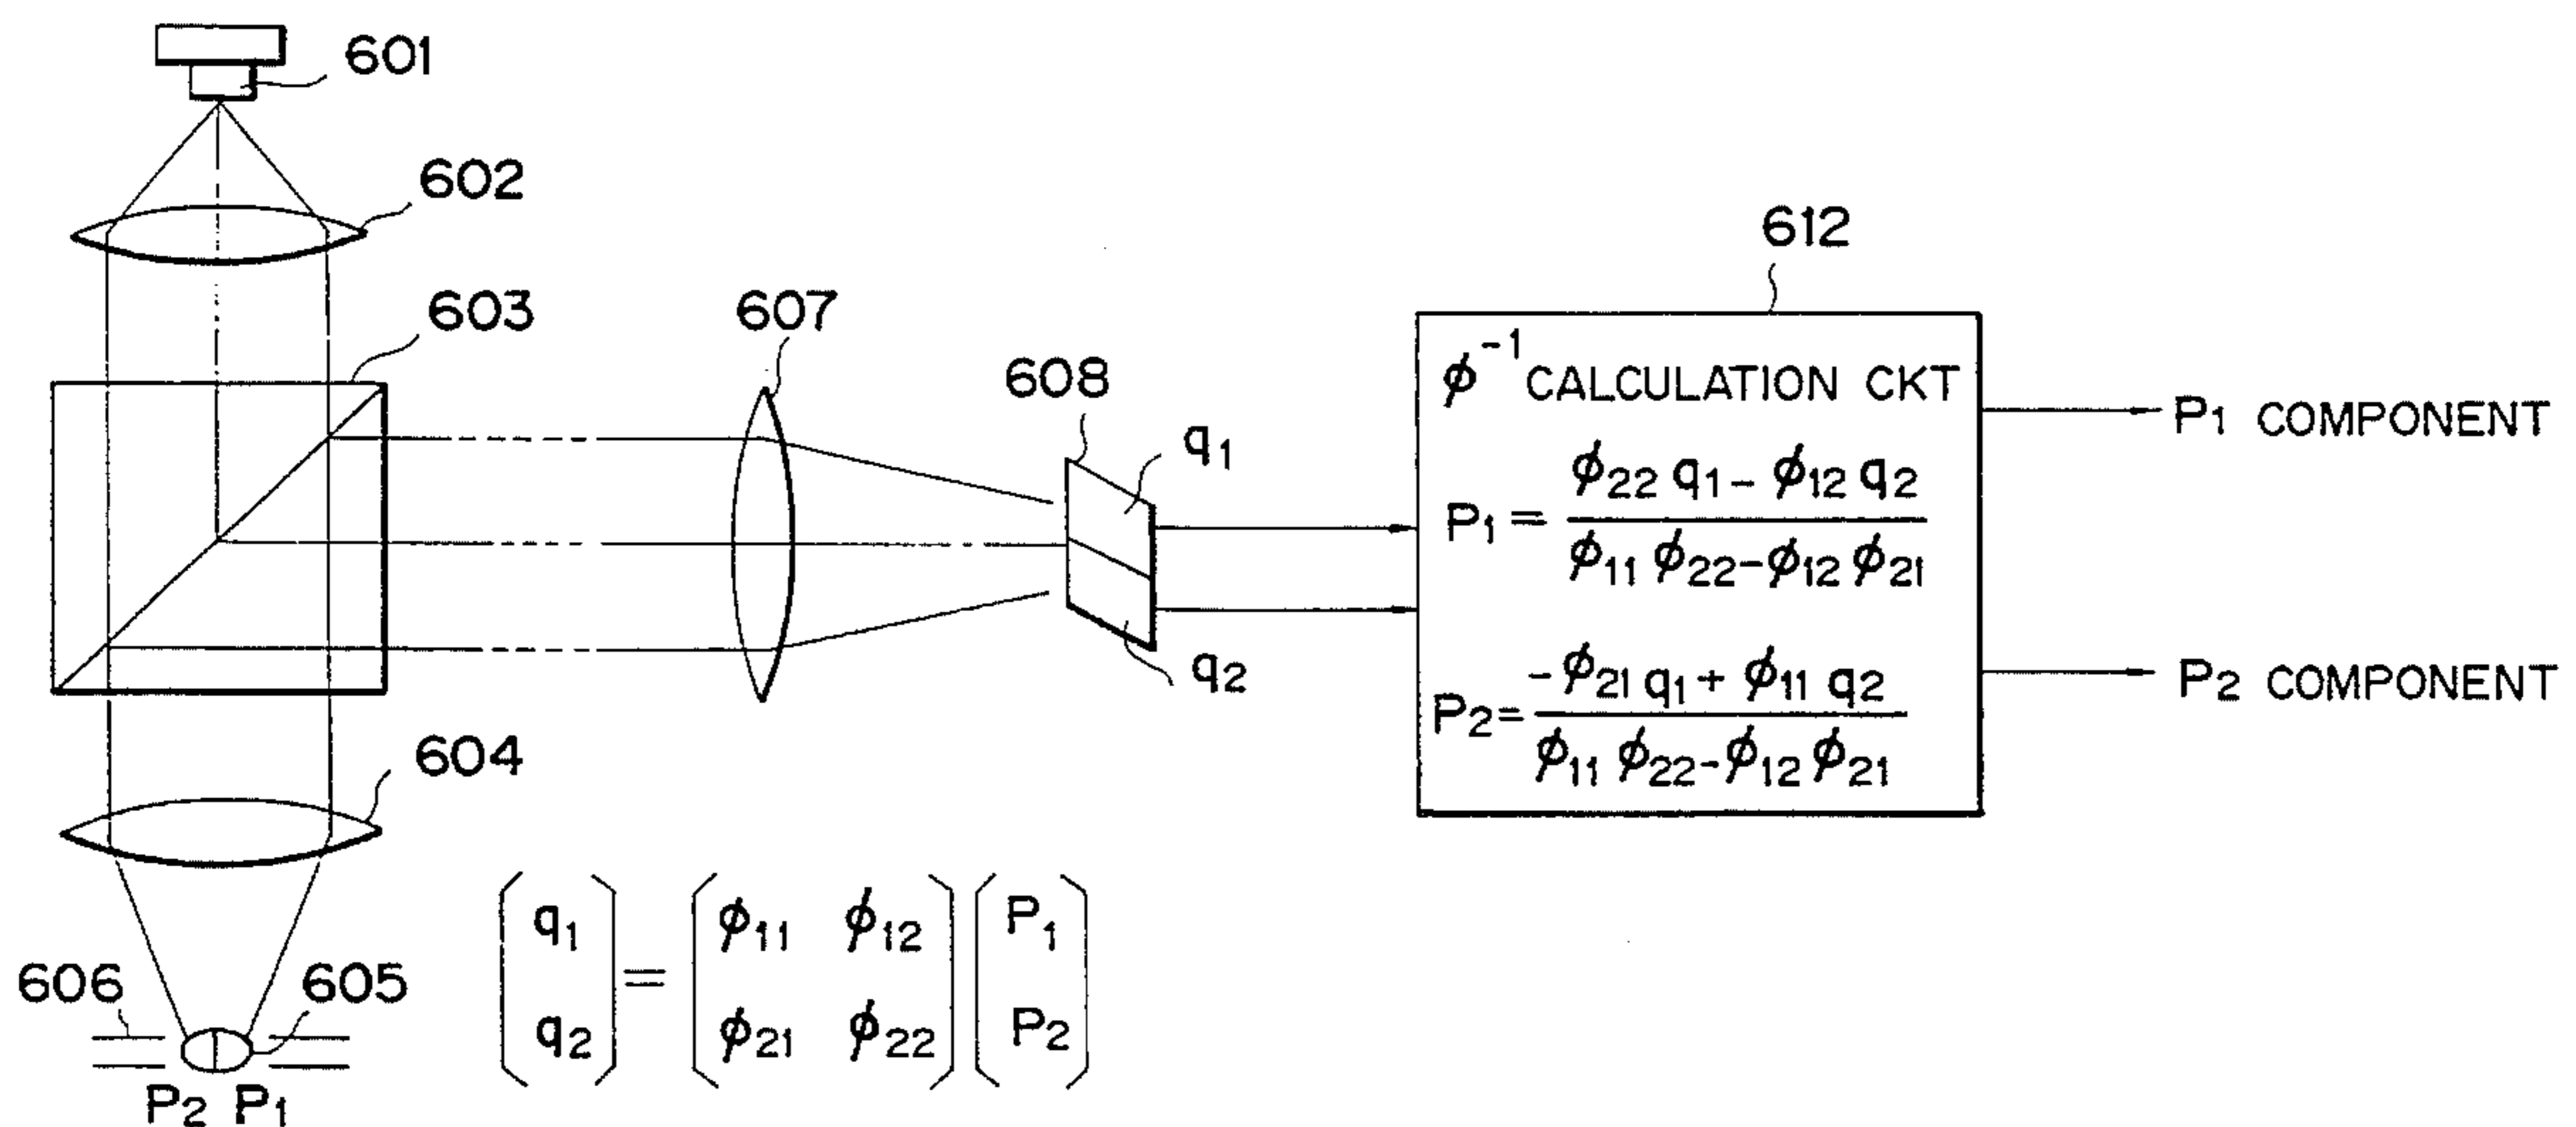 601
602
603
607
608
q₁
q₂
612
ϕ⁻¹ CALCULATION CKT
P₁ = (ϕ₂₂ q₁ - ϕ₁₂ q₂) / (ϕ₁₁ ϕ₂₂ - ϕ₁₂ ϕ₂₁)
P₂ = (-ϕ₂₁ q₁ + ϕ₁₁ q₂) / (ϕ₁₁ ϕ₂₂ - ϕ₁₂ ϕ₂₁)
P₁ COMPONENT
P₂ COMPONENT
604
606
605
P₂ P₁
(q₁) = (ϕ₁₁ ϕ₁₂) (P₁)
(q₂) (ϕ₂₁ ϕ₂₂) (P₂)